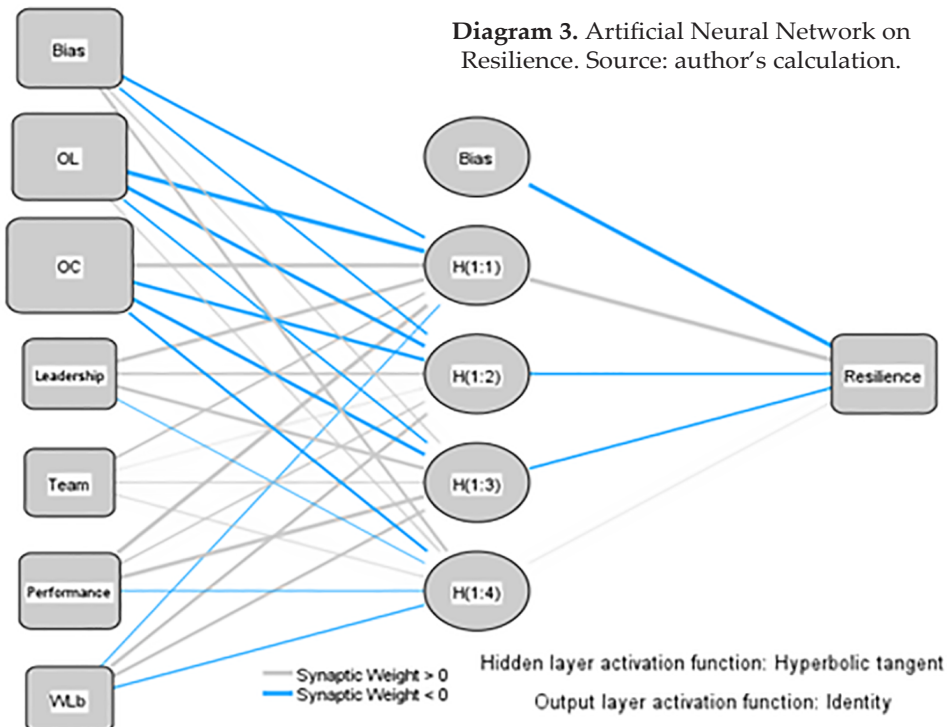 Diagram 3. Artificial Neural Network on
Resilience. Source: author's calculation.
Bias
OL
OC
Leadership
Team
Performance
WLb
Bias
H(1:1)
H(1:2)
H(1:3)
H(1:4)
Resilience
Synaptic Weight > 0
Synaptic Weight < 0
Hidden layer activation function: Hyperbolic tangent
Output layer activation function: Identity